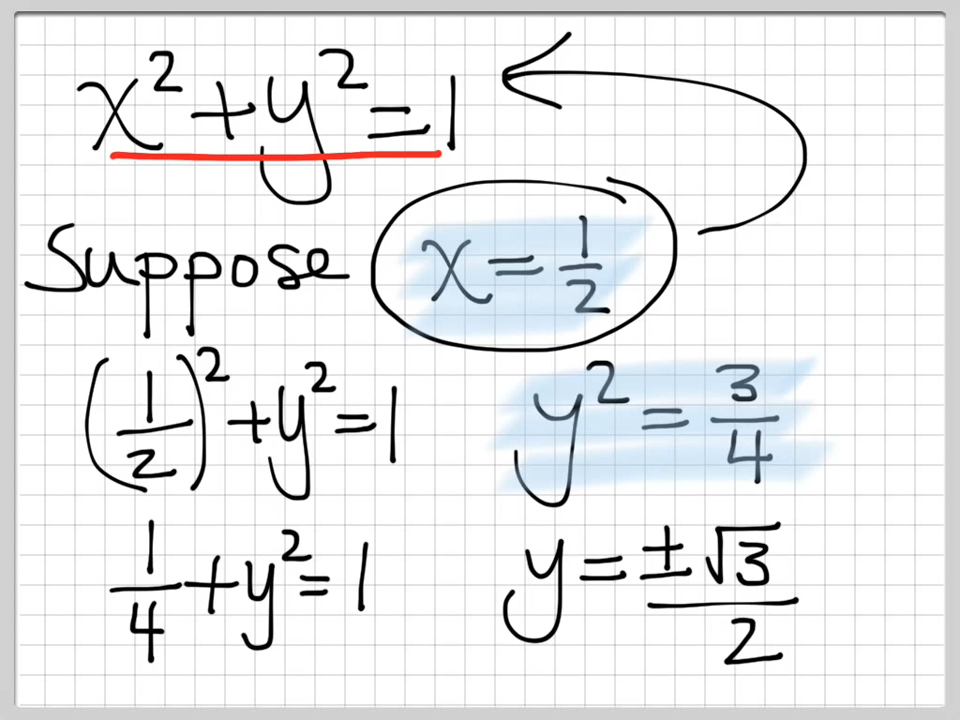 x² + y² = 1
Suppose x = 1/2
(1/2)² + y² = 1
1/4 + y² = 1
y² = 3/4
y = ±√3/2